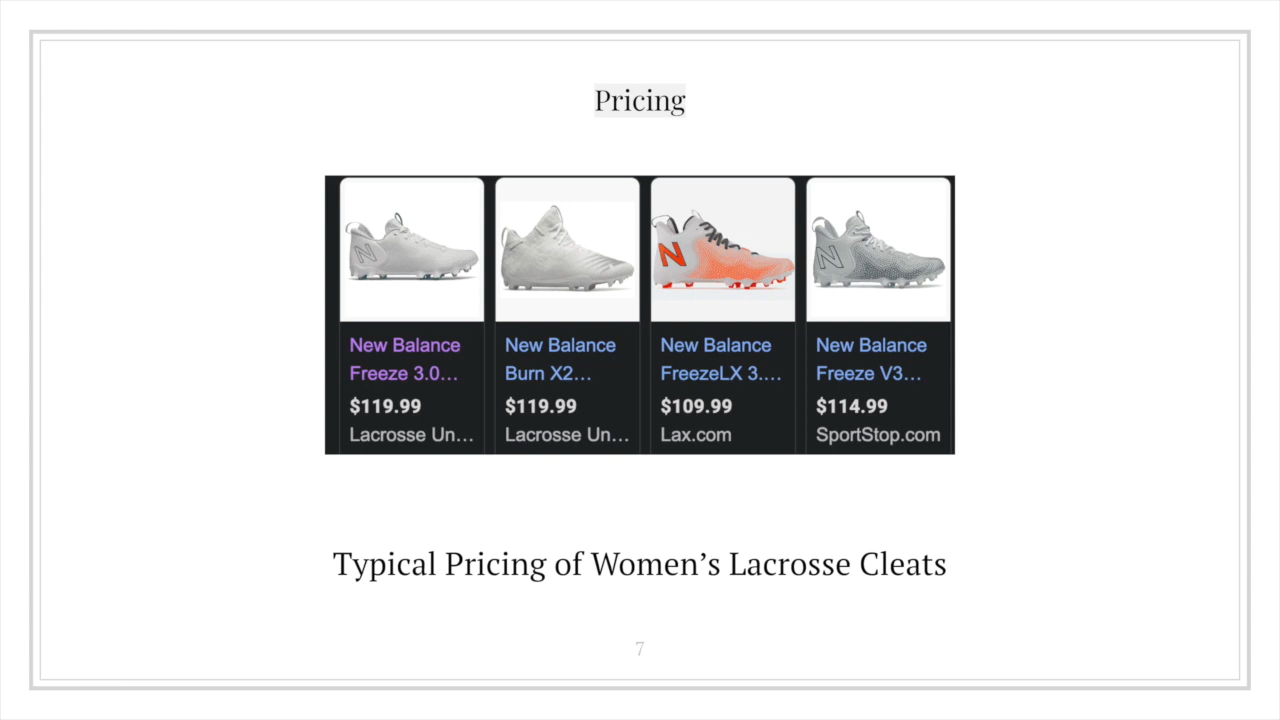 Pricing
New Balance
Freeze 3.0…
$119.99
Lacrosse Un…
New Balance
Burn X2…
$119.99
Lacrosse Un…
New Balance
FreezeLX 3.…
$109.99
Lax.com
New Balance
Freeze V3…
$114.99
SportStop.com
Typical Pricing of Women’s Lacrosse Cleats
7